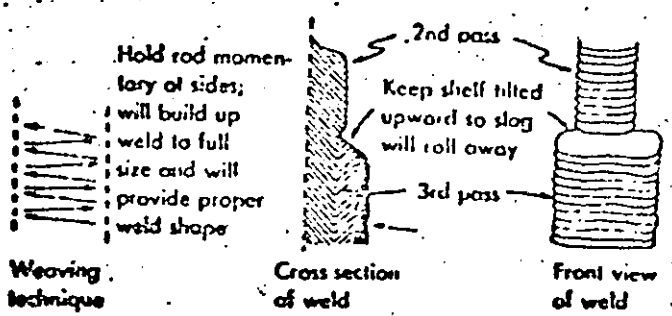 Hold rod momen-
tary at sides;
will build up
weld to full
size and will
provide proper
weld shape
Weaving
technique
2nd pass
Keep shelf tilted
upward so slag
will roll away
3rd pass
Cross section
of weld
Front view
of weld